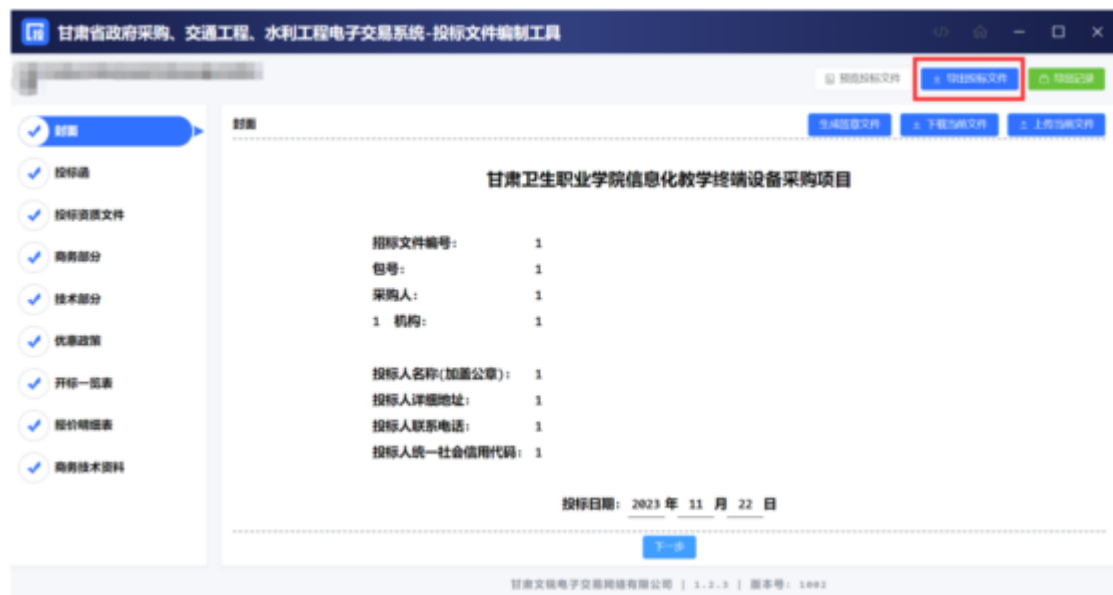 甘肃省政府采购、交通工程、水利工程电子交易系统-投标文件编制工具
预览投标文件 导出投标文件 导出记录
封面 封面 生成签章文件 下载当前文件 上传当前文件
投标函
甘肃卫生职业学院信息化教学终端设备采购项目
投标资质文件
招标文件编号： 1
商务部分
包号： 1
采购人： 1
技术部分
1 机构： 1
优惠政策
投标人名称(加盖公章)： 1
开标一览表
投标人详细地址： 1
报价明细表
投标人联系电话： 1
投标人统一社会信用代码： 1
商务技术资料
投标日期： 2023 年 11 月 22 日
下一步
甘肃文锐电子交易网络有限公司 | 1.2.3 | 版本号: 1002